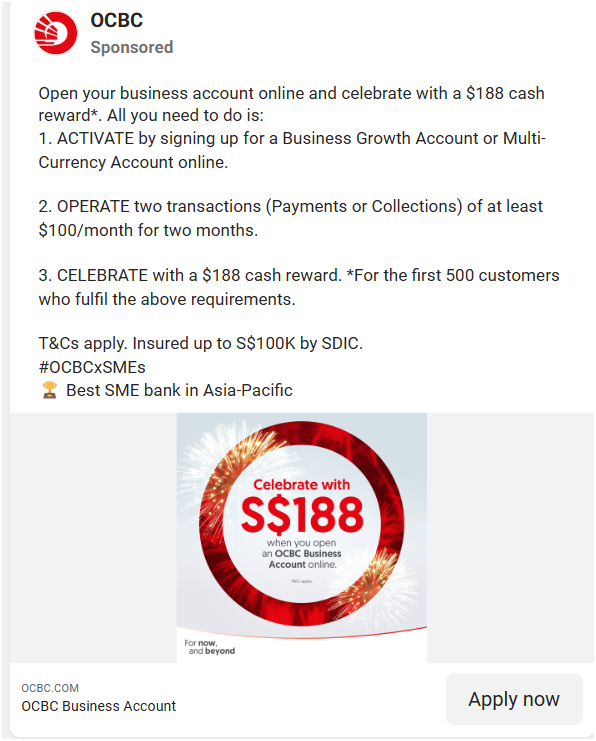 OCBC
Sponsored
Open your business account online and celebrate with a $188 cash
reward*. All you need to do is:
1. ACTIVATE by signing up for a Business Growth Account or Multi-
Currency Account online.
2. OPERATE two transactions (Payments or Collections) of at least
$100/month for two months.
3. CELEBRATE with a $188 cash reward. *For the first 500 customers
who fulfil the above requirements.
T&Cs apply. Insured up to S$100K by SDIC.
#OCBCxSMEs
🏆 Best SME bank in Asia-Pacific
Celebrate with
S$188
when you open
an OCBC Business
Account online.
T&Cs apply.
For now,
and beyond
OCBC.COM
OCBC Business Account
Apply now